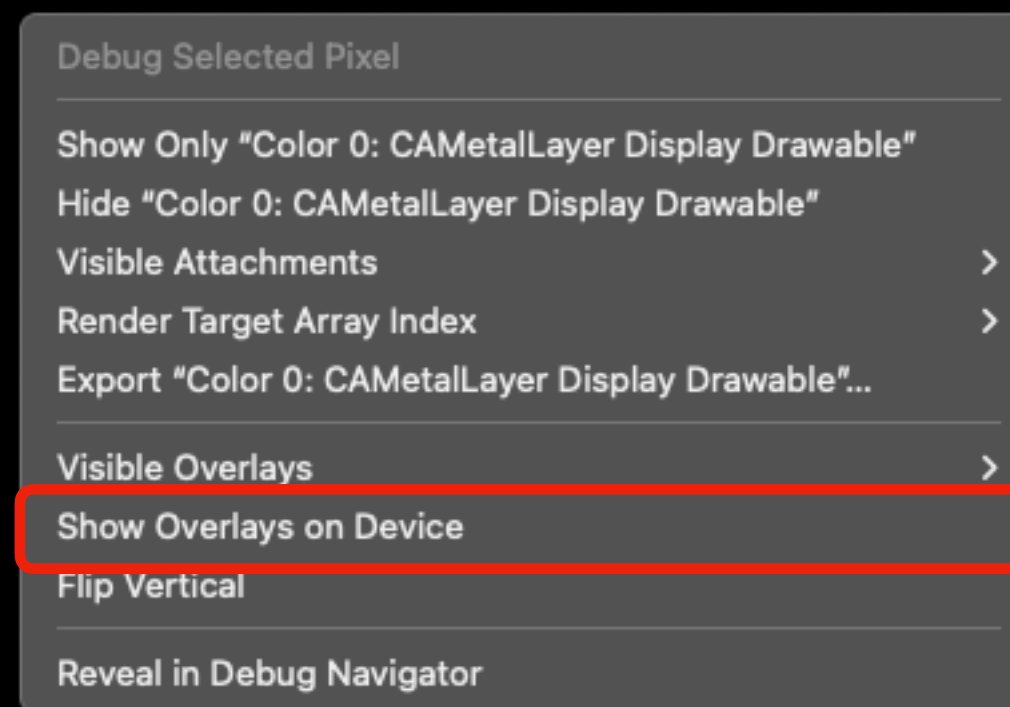 Debug Selected Pixel
Show Only “Color 0: CAMetalLayer Display Drawable”
Hide “Color 0: CAMetalLayer Display Drawable”
Visible Attachments
Render Target Array Index
Export “Color 0: CAMetalLayer Display Drawable”...
Visible Overlays
Show Overlays on Device
Flip Vertical
Reveal in Debug Navigator